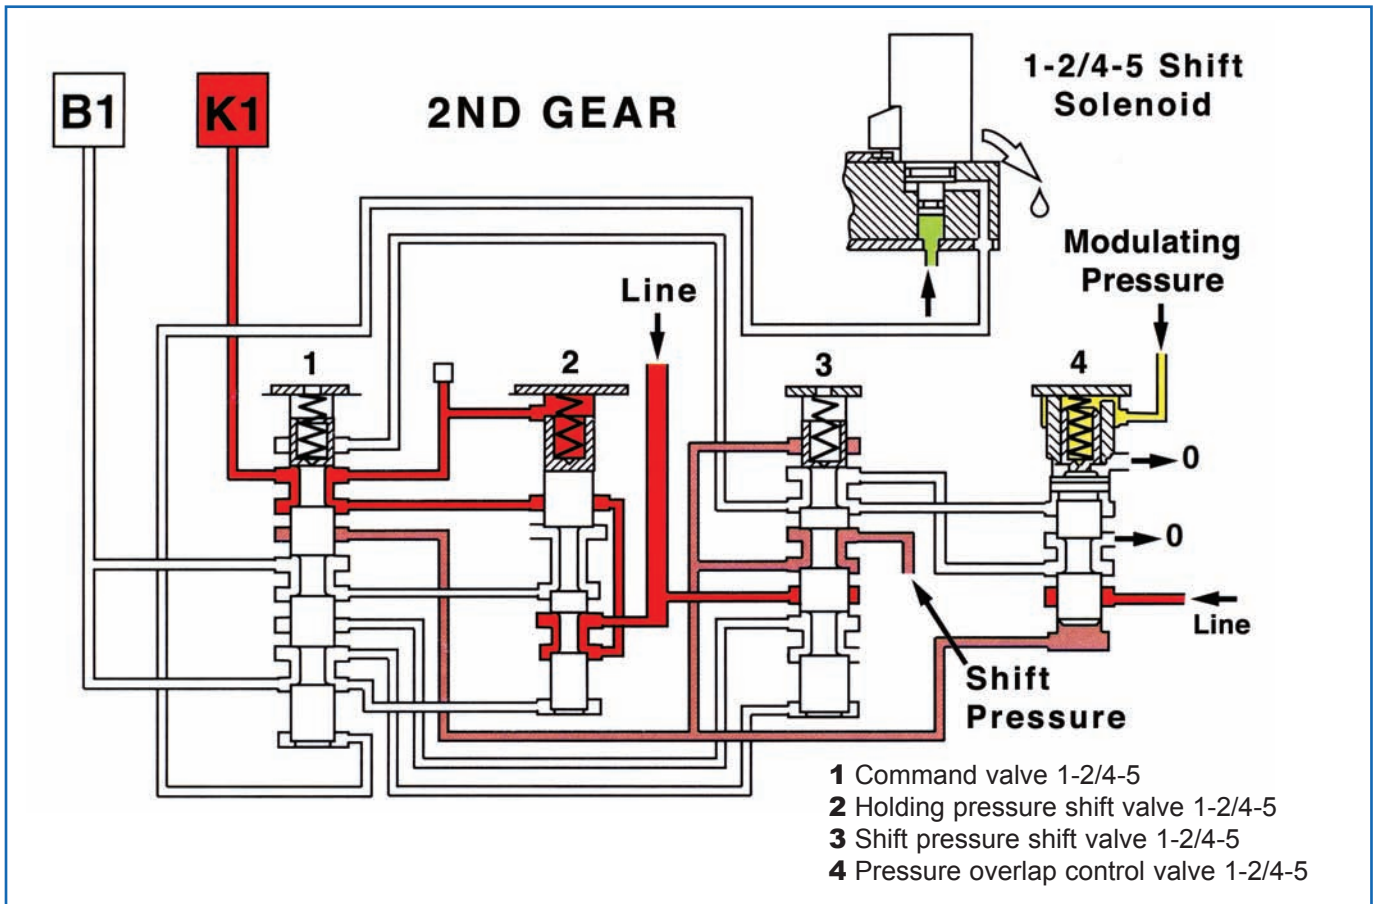 B1
K1
2ND GEAR
1-2/4-5 Shift
Solenoid
Modulating
Pressure
Line
1
2
3
4
0
0
Line
Shift
Pressure
1 Command valve 1-2/4-5
2 Holding pressure shift valve 1-2/4-5
3 Shift pressure shift valve 1-2/4-5
4 Pressure overlap control valve 1-2/4-5